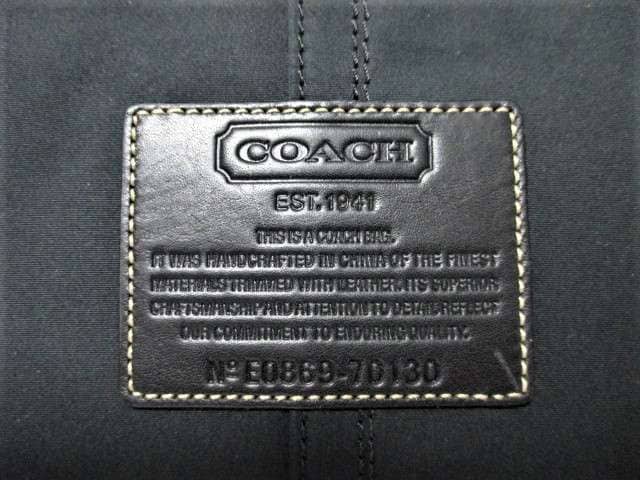 COACH
EST. 1941
THIS IS A COACH BAG.
IT WAS HANDCRAFTED IN CHINA OF THE FINEST
MATERIALS TRIMMED WITH LEATHER. ITS SUPERIOR
CRAFTSMANSHIP AND ATTENTION TO DETAIL REFLECT
OUR COMMITMENT TO ENDURING QUALITY.
Nº E0869-70130